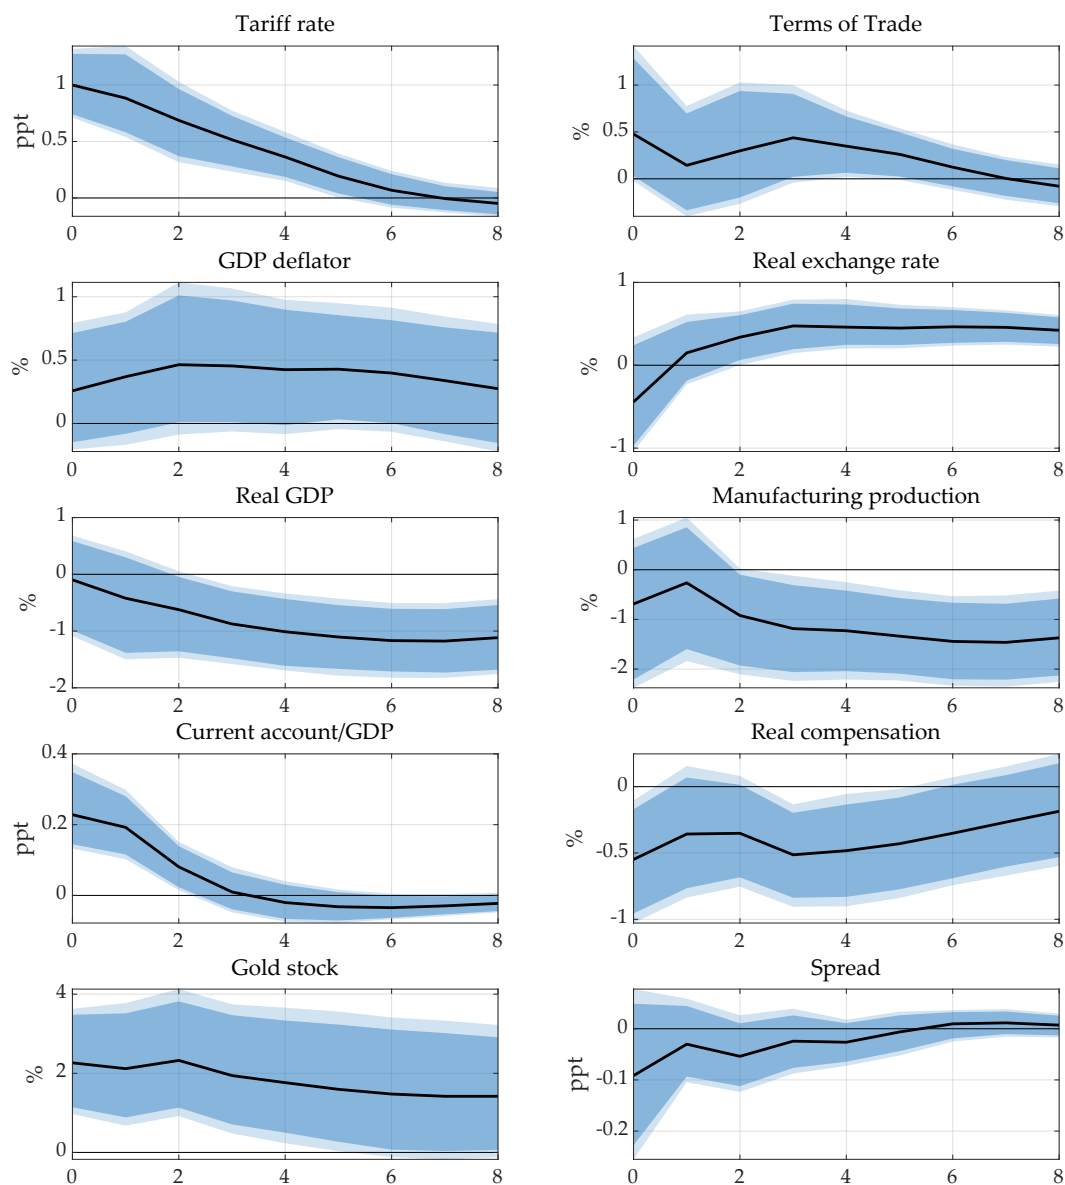 Tariff rate
ppt
1
0.5
0
0 2 4 6 8
Terms of Trade
%
1
0.5
0
0 2 4 6 8
GDP deflator
%
1
0.5
0
0 2 4 6 8
Real exchange rate
%
1
0
-1
0 2 4 6 8
Real GDP
%
1
0
-1
-2
0 2 4 6 8
Manufacturing production
%
1
0
-1
-2
0 2 4 6 8
Current account/GDP
ppt
0.4
0.2
0
0 2 4 6 8
Real compensation
%
0
-0.5
-1
0 2 4 6 8
Gold stock
%
4
2
0
0 2 4 6 8
Spread
ppt
0
-0.1
-0.2
0 2 4 6 8